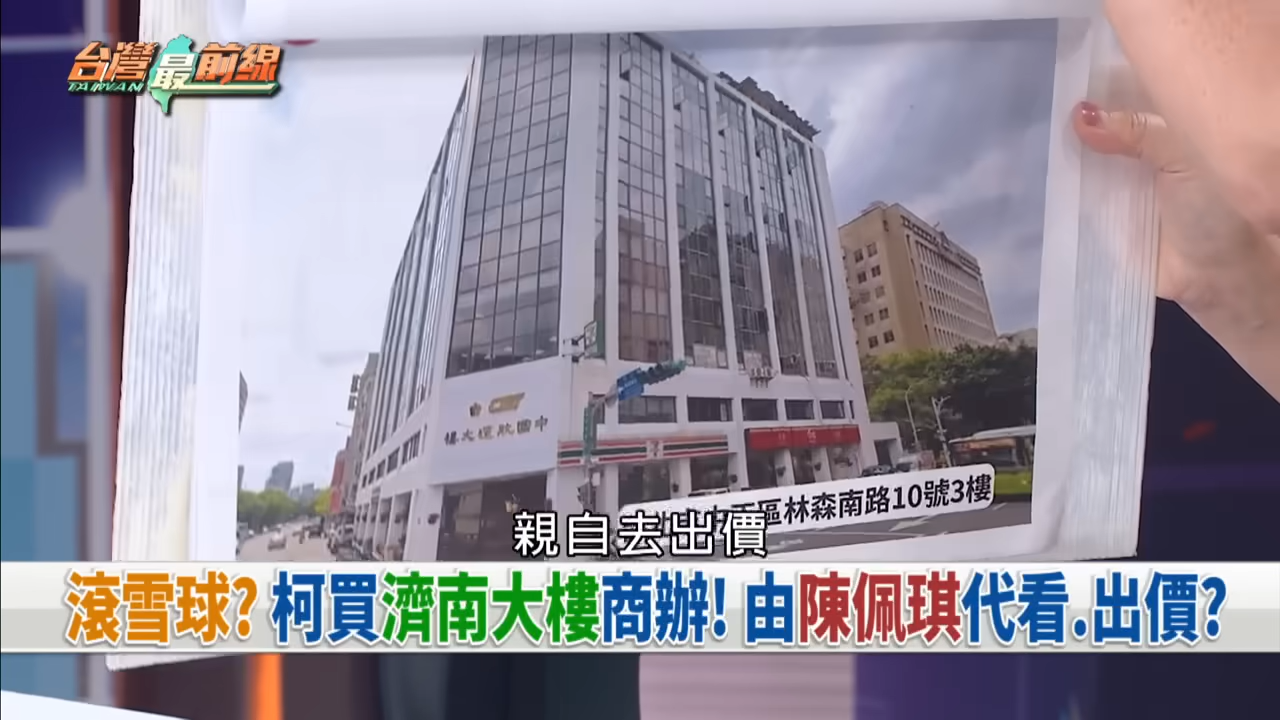 台灣最前線
TAIWAN
中國航運大樓
區林森南路10號3樓
親自去出價
滾雪球?柯買濟南大樓商辦!由陳佩琪代看.出價?